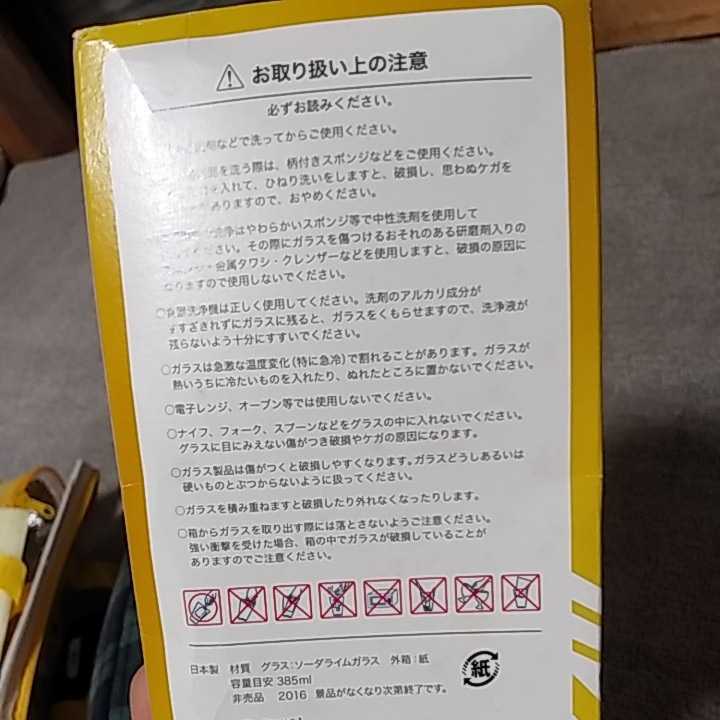 お取り扱い上の注意
必ずお読みください。
などで洗ってからご使用ください。
を洗う際は、柄付きスポンジなどをご使用ください。
を入れて、ひねり洗いをしますと、破損し、思わぬケガを
ありますので、おやめください。
はやわらかいスポンジ等で中性洗剤を使用して
ださい。その際にガラスを傷つけるおそれのある研磨剤入りの
金属タワシ・クレンザーなどを使用しますと、破損の原因に
なりますので使用しないでください。
洗浄機は正しく使用してください。洗剤のアルカリ成分が
すすぎきれずにガラスに残ると、ガラスをくもらせますので、洗浄液が
残らないよう十分にすすいでください。
○ガラスは急激な温度変化(特に急冷)で割れることがあります。ガラスが
熱いうちに冷たいものを入れたり、ぬれたところに置かないでください。
○電子レンジ、オーブン等では使用しないでください。
○ナイフ、フォーク、スプーンなどをグラスの中に入れないでください。
グラスに目にみえない傷がつき破損やケガの原因になります。
○ガラス製品は傷がつくと破損しやすくなります。ガラスどうしあるいは
硬いものとぶつからないように扱ってください。
○ガラスを積み重ねますと破損したり外れなくなったりします。
○箱からガラスを取り出す際には落とさないようご注意ください。
強い衝撃を受けた場合、箱の中でガラスが破損していることが
ありますのでご注意ください。
日本製 材質 グラス:ソーダライムガラス 外箱:紙
容量目安 385ml
非売品 2016 景品がなくなり次第終了です。
紙